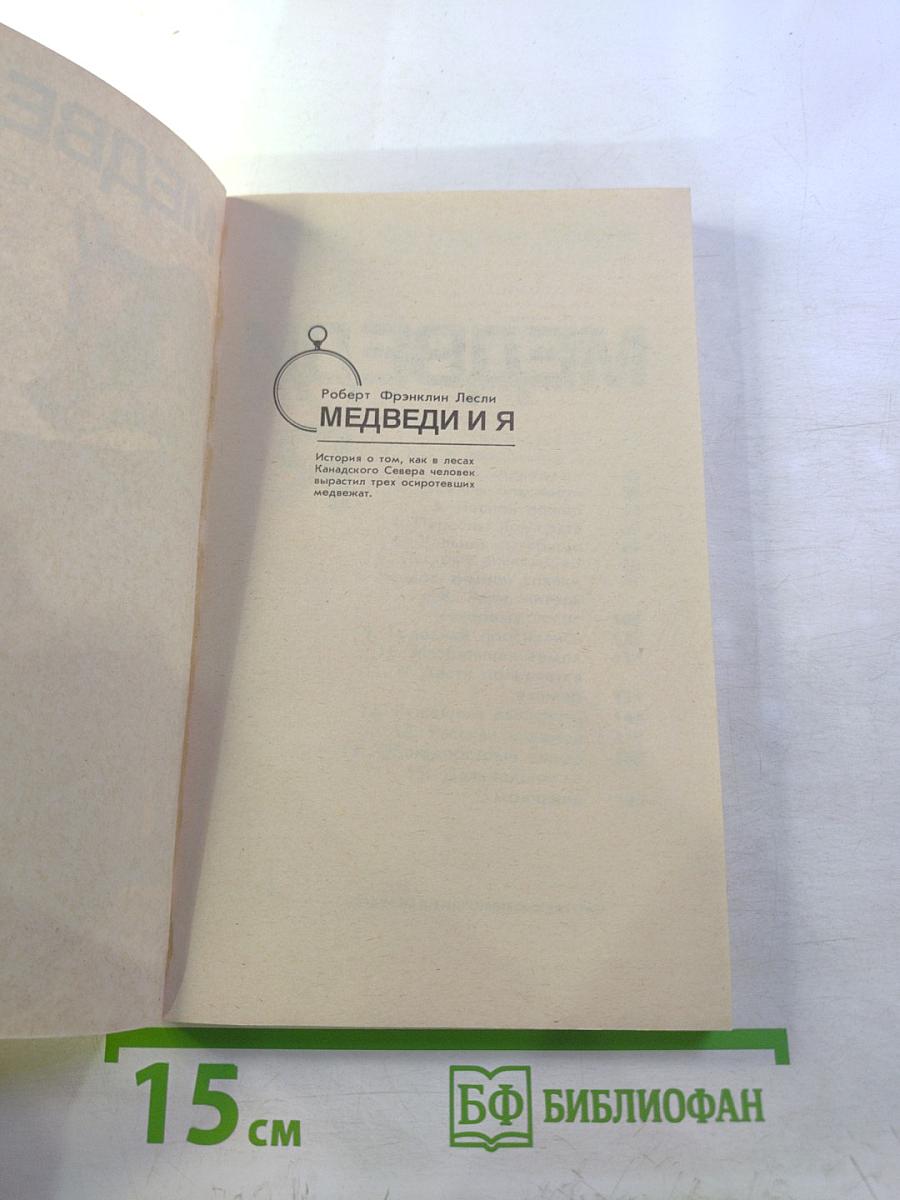 Роберт Фрэнклин Лесли
МЕДВЕДИ И Я
История о том, как в лесах
Канадского Севера человек
вырастил трех осиротевших
медвежат.
15 см
БФ БИБЛИОФАН